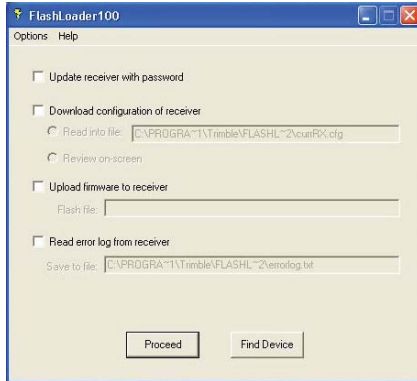 FlashLoader100
Options Help
Update receiver with password
Download configuration of receiver
Read into file: C:\PROGRA~1\Trimble\FLASHL~2\currRX.cfg
Review on-screen
Upload firmware to receiver
Flash file:
Read error log from receiver
Save to file: C:\PROGRA~1\Trimble\FLASHL~2\errorlog.txt
Proceed Find Device